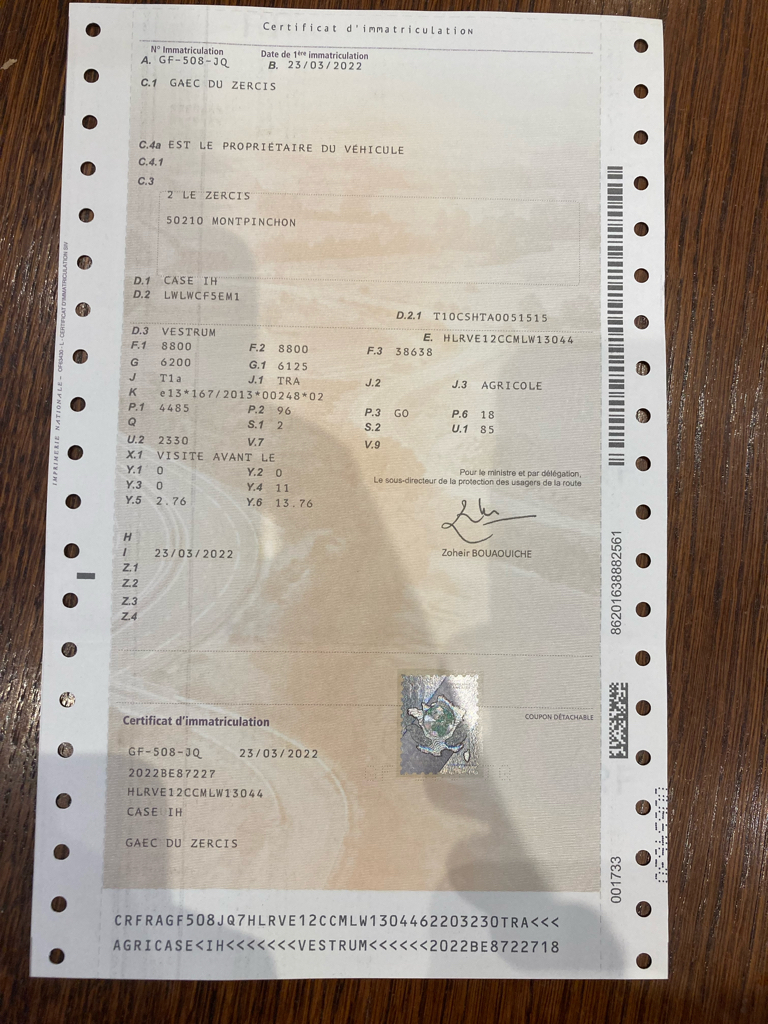 Certificat d'immatriculation
N° Immatriculation Date de 1ère immatriculation
A. GF-508-JQ B. 23/03/2022
C.1 GAEC DU ZERCIS
C.4a EST LE PROPRIÉTAIRE DU VÉHICULE
C.4.1
C.3
2 LE ZERCIS
50210 MONTPINCHON
D.1 CASE IH
D.2 LWLWCF5EM1
D.2.1 T10CSHTA0051515
D.3 VESTRUM E. HLRVE12CCMLW13044
F.1 8800 F.2 8800 F.3 38638
G 6200 G.1 6125
J T1a J.1 TRA J.2 J.3 AGRICOLE
K e13*167/2013*00248*02
P.1 4485 P.2 96 P.3 GO P.6 18
Q S.1 2 S.2 U.1 85
U.2 2330 V.7 V.9
X.1 VISITE AVANT LE
Y.1 0 Y.2 0
Y.3 0 Y.4 11
Y.5 2.76 Y.6 13.76
Pour le ministre et par délégation,
Le sous-directeur de la protection des usagers de la route
Zoheir BOUAOUICHE
H
I 23/03/2022
Z.1
Z.2
Z.3
Z.4
Certificat d'immatriculation
COUPON DÉTACHABLE
GF-508-JQ 23/03/2022
2022BE87227
HLRVE12CCMLW13044
CASE IH
GAEC DU ZERCIS
CRFRAGF508JQ7HLRVE12CCMLW1304462203230TRA<<<
AGRICASE<IH<<<<<<<VESTRUM<<<<<<2022BE8722718
86201638882561
001733